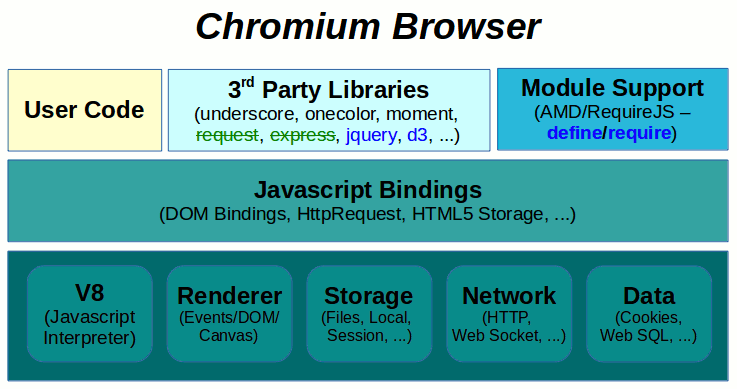 Chromium Browser
User Code
3rd Party Libraries
(underscore, onecolor, moment,
request, express, jquery, d3, ...)
Module Support
(AMD/RequireJS –
define/require)
Javascript Bindings
(DOM Bindings, HttpRequest, HTML5 Storage, ...)
V8
(Javascript
Interpreter)
Renderer
(Events/DOM/
Canvas)
Storage
(Files, Local,
Session, ...)
Network
(HTTP,
Web Socket, ...)
Data
(Cookies,
Web SQL, ...)